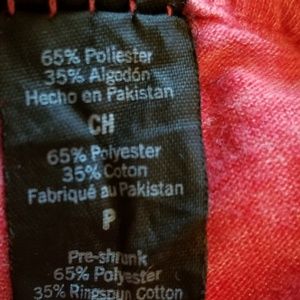 65% Poliester
35% Algodón
Hecho en Pakistan
CH
65% Polyester
35% Coton
Fabriqué au Pakistan
P
Pre-shrunk
65% Polyester
35% Ringspun Cotton